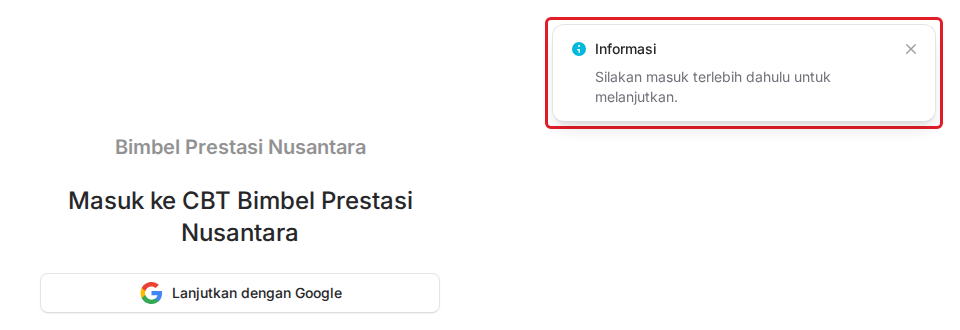 Informasi
Silakan masuk terlebih dahulu untuk
melanjutkan.
Bimbel Prestasi Nusantara
Masuk ke CBT Bimbel Prestasi
Nusantara
Lanjutkan dengan Google